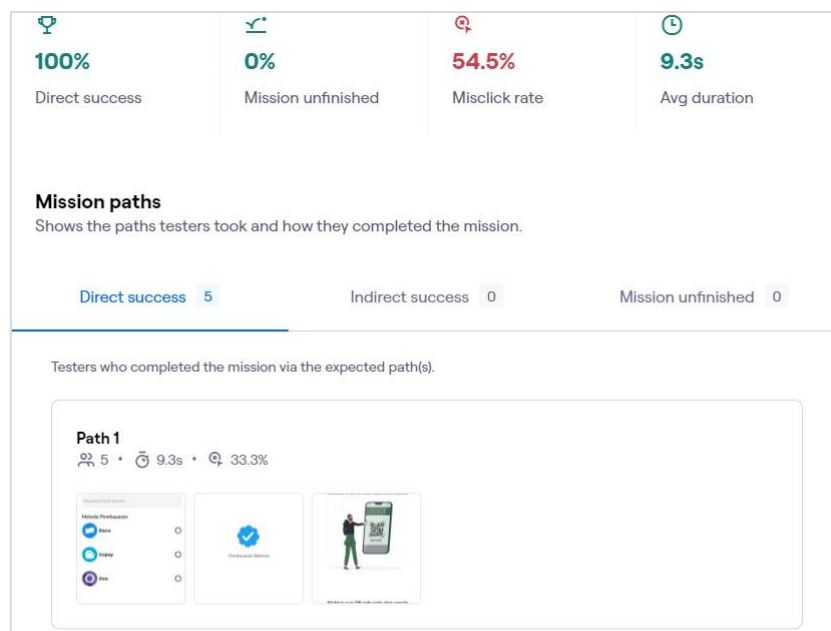 100%
0%
54.5%
9.3s
Direct success
Mission unfinished
Misclick rate
Avg duration
Mission paths
Shows the paths testers took and how they completed the mission.
Direct success 5
Indirect success 0
Mission unfinished 0
Testers who completed the mission via the expected path(s).
Path 1
5 • 9.3s • 33.3%
Metode Pembayaran
Dana
Ovo